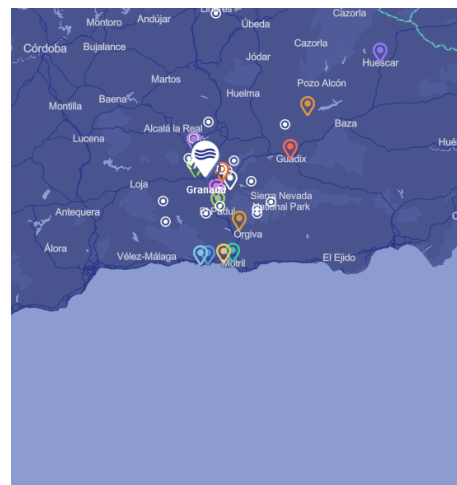 Linares
Cazorla
Andújar
Montoro
Úbeda
Córdoba
Bujalance
Cazorla
Jódar
Huéscar
Martos
Huelma
Pozo Alcón
Baena
Montilla
Baza
Alcalá la Real
Lucena
Guadix
Loja
Granada
Sierra Nevada
National Park
Antequera
El Padul
Órgiva
Álora
Vélez-Málaga
Motril
El Ejido